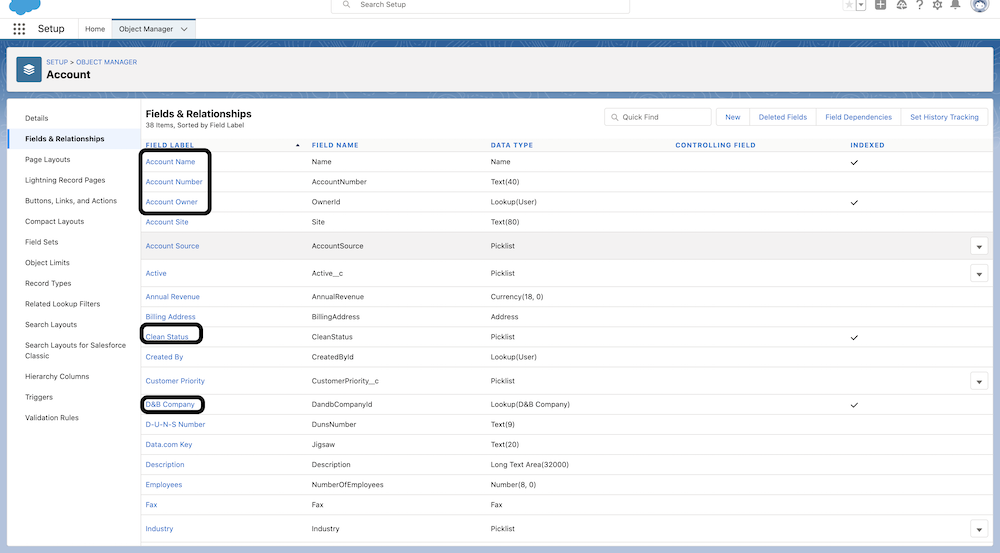 Search Setup
Setup Home Object Manager
SETUP > OBJECT MANAGER
Account
Details
Fields & Relationships
Page Layouts
Lightning Record Pages
Buttons, Links, and Actions
Compact Layouts
Field Sets
Object Limits
Record Types
Related Lookup Filters
Search Layouts
Search Layouts for Salesforce
Classic
Hierarchy Columns
Triggers
Validation Rules
Fields & Relationships
38 Items, Sorted by Field Label
Quick Find New Deleted Fields Field Dependencies Set History Tracking
FIELD LABEL FIELD NAME DATA TYPE CONTROLLING FIELD INDEXED
Account Name Name Name
Account Number AccountNumber Text(40)
Account Owner OwnerId Lookup(User)
Account Site Site Text(80)
Account Source AccountSource Picklist
Active Active__c Picklist
Annual Revenue AnnualRevenue Currency(18, 0)
Billing Address BillingAddress Address
Clean Status CleanStatus Picklist
Created By CreatedById Lookup(User)
Customer Priority CustomerPriority__c Picklist
D&B Company DandbCompanyId Lookup(D&B Company)
D-U-N-S Number DunsNumber Text(9)
Data.com Key Jigsaw Text(20)
Description Description Long Text Area(32000)
Employees NumberOfEmployees Number(8, 0)
Fax Fax Fax
Industry Industry Picklist